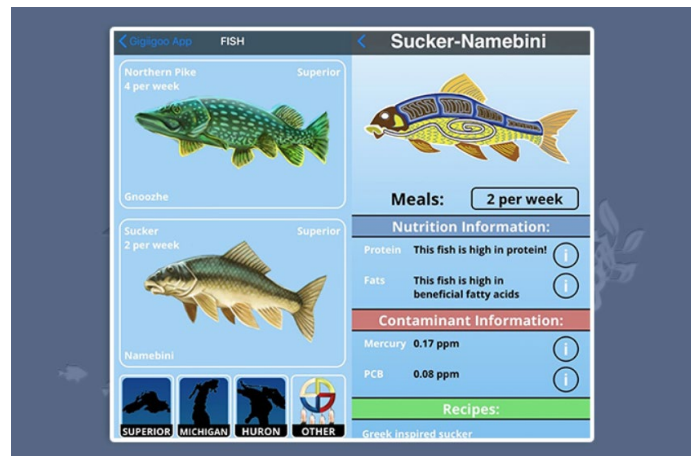 Gigiigoo App
FISH
Northern Pike
Superior
4 per week
Gnoozhe
Sucker
Superior
2 per week
Namebini
SUPERIOR
MICHIGAN
HURON
OTHER
Sucker-Namebini
Meals:
2 per week
Nutrition Information:
Protein
This fish is high in protein!
i
Fats
This fish is high in
beneficial fatty acids
i
Contaminant Information:
Mercury
0.17 ppm
i
PCB
0.08 ppm
i
Recipes:
Greek inspired sucker